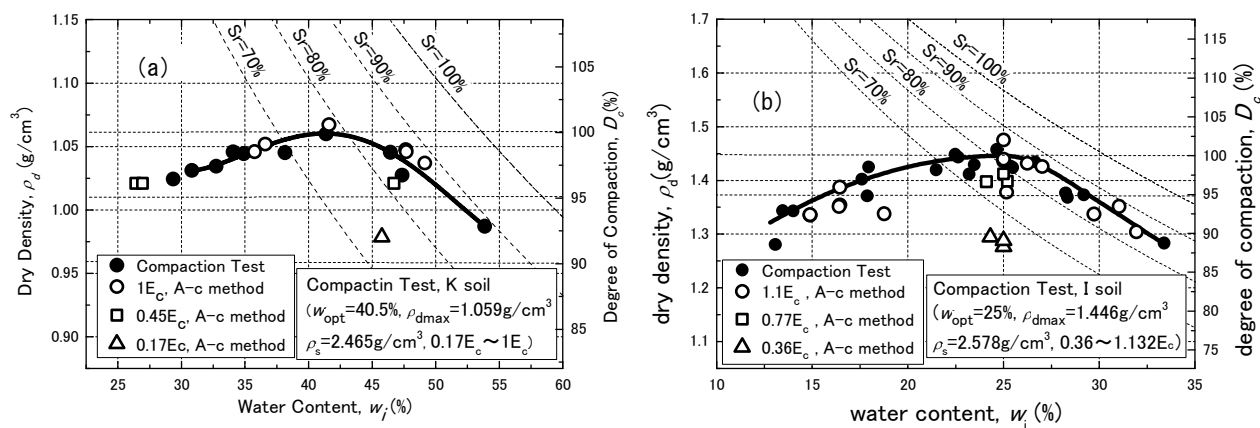 (a)
Sr=70%
Sr=80%
Sr=90%
Sr=100%
1.15
1.10
1.05
1.00
0.95
0.90
Dry Density, ρd (g/cm3)
105
100
95
90
85
Degree of Compaction, Dc(%)
Compaction Test
1Ec, A-c method
0.45Ec, A-c method
0.17Ec, A-c method
Compactin Test, K soil
(wopt=40.5%, ρdmax=1.059g/cm3
ρs=2.465g/cm3, 0.17Ec～1Ec)
25 30 35 40 45 50 55 60
Water Content, wi(%)
(b)
Sr=70%
Sr=80%
Sr=90%
Sr=100%
1.7
1.6
1.5
1.4
1.3
1.2
1.1
dry density, ρd(g/cm3)
115
110
105
100
95
90
85
80
75
degree of compaction, Dc (%)
Compaction Test
1.1Ec, A-c method
0.77Ec, A-c method
0.36Ec, A-c method
Compactin Test, I soil
(wopt=25%, ρdmax=1.446g/cm3
ρs=2.578g/cm3, 0.36～1.132Ec)
10 15 20 25 30 35
water content, wi (%)